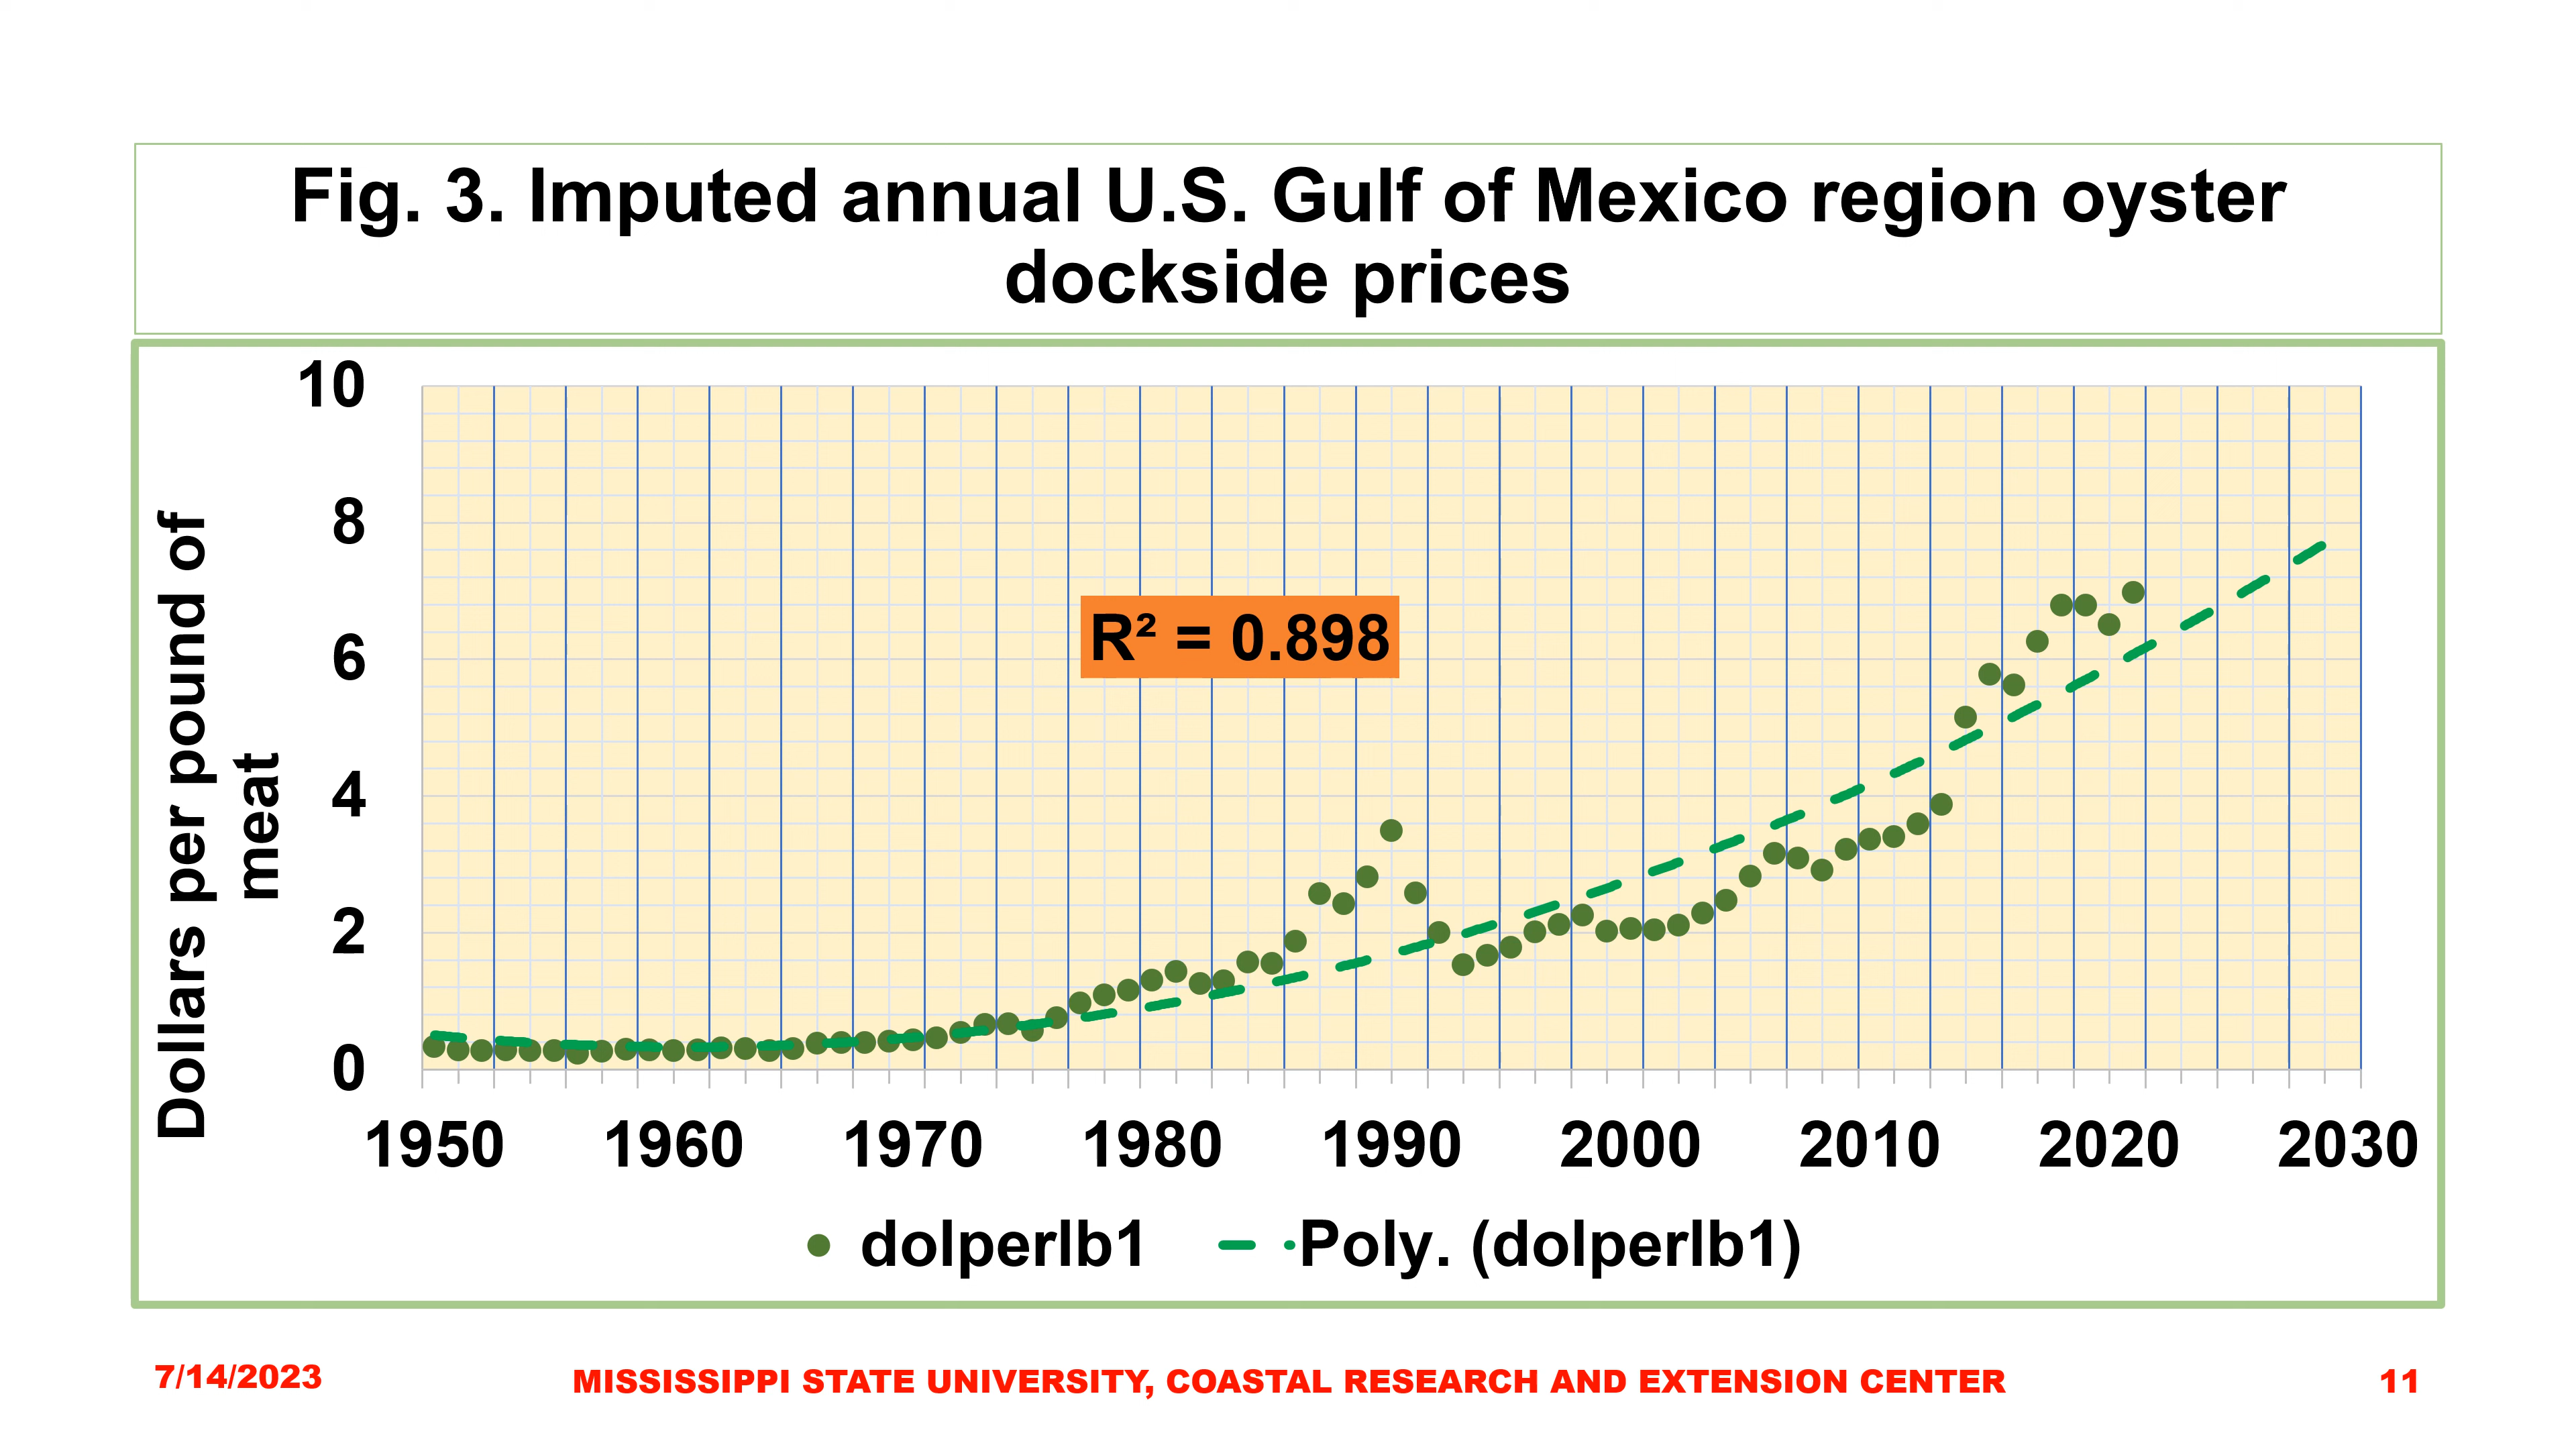 Fig. 3. Imputed annual U.S. Gulf of Mexico region oyster
dockside prices
10
8
6
4
2
0
Dollars per pound of
meat
R² = 0.898
1950 1960 1970 1980 1990 2000 2010 2020 2030
dolperlb1 Poly. (dolperlb1)
7/14/2023 MISSISSIPPI STATE UNIVERSITY, COASTAL RESEARCH AND EXTENSION CENTER 11